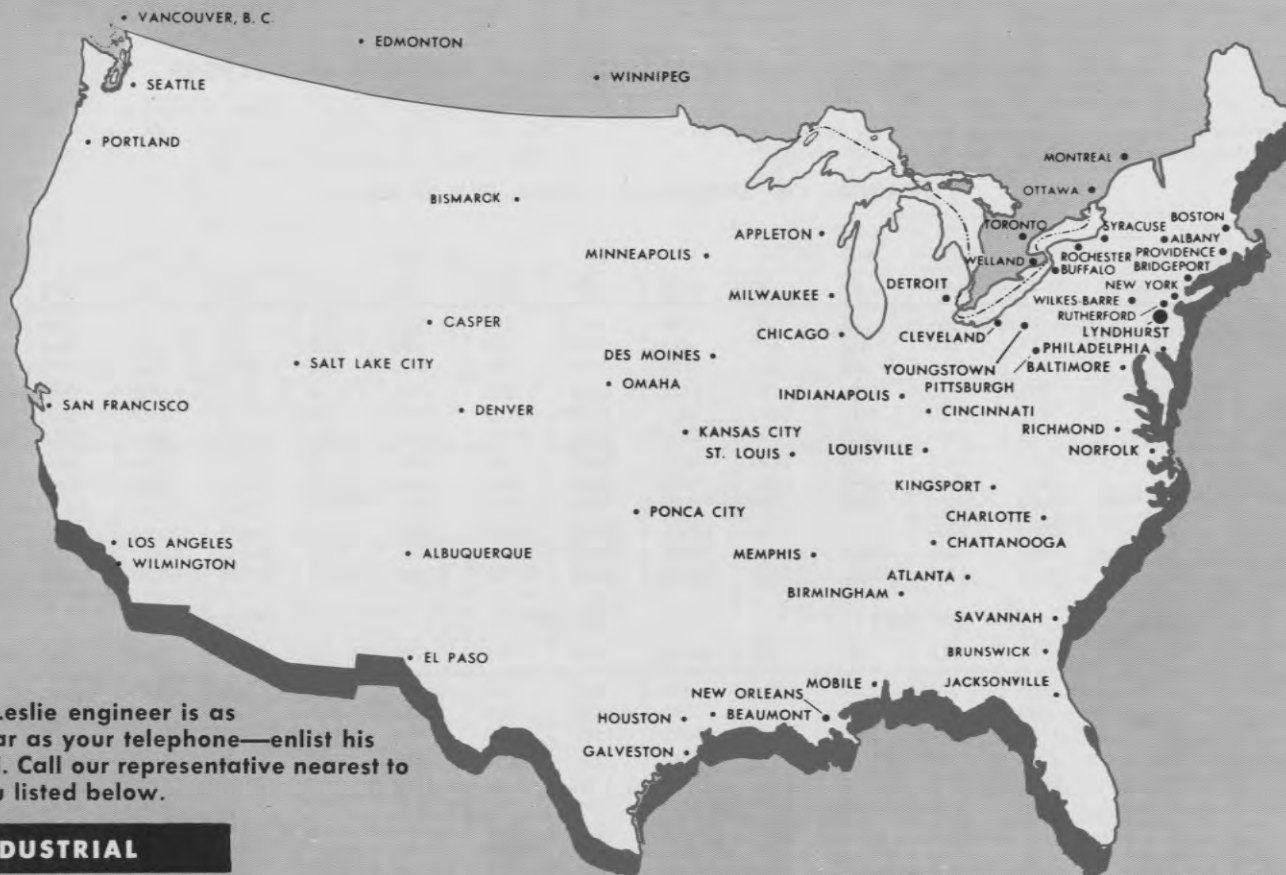 VANCOUVER, B. C.
EDMONTON
WINNIPEG
SEATTLE
PORTLAND
MONTREAL
OTTAWA
BISMARCK
APPLETON
TORONTO
SYRACUSE
BOSTON
ALBANY
MINNEAPOLIS
WELLAND
ROCHESTER
PROVIDENCE
BUFFALO
BRIDGEPORT
DETROIT
NEW YORK
MILWAUKEE
WILKES-BARRE
RUTHERFORD
CASPER
CHICAGO
CLEVELAND
LYNDHURST
SALT LAKE CITY
DES MOINES
PHILADELPHIA
YOUNGSTOWN
BALTIMORE
OMAHA
PITTSBURGH
INDIANAPOLIS
SAN FRANCISCO
DENVER
CINCINNATI
KANSAS CITY
RICHMOND
ST. LOUIS
LOUISVILLE
NORFOLK
KINGSPORT
PONCA CITY
CHARLOTTE
LOS ANGELES
CHATTANOOGA
WILMINGTON
ALBUQUERQUE
MEMPHIS
ATLANTA
BIRMINGHAM
SAVANNAH
BRUNSWICK
EL PASO
MOBILE
JACKSONVILLE
NEW ORLEANS
HOUSTON
BEAUMONT
GALVESTON
Leslie engineer is as
ar as your telephone—enlist his
. Call our representative nearest to
listed below.
DUSTRIAL